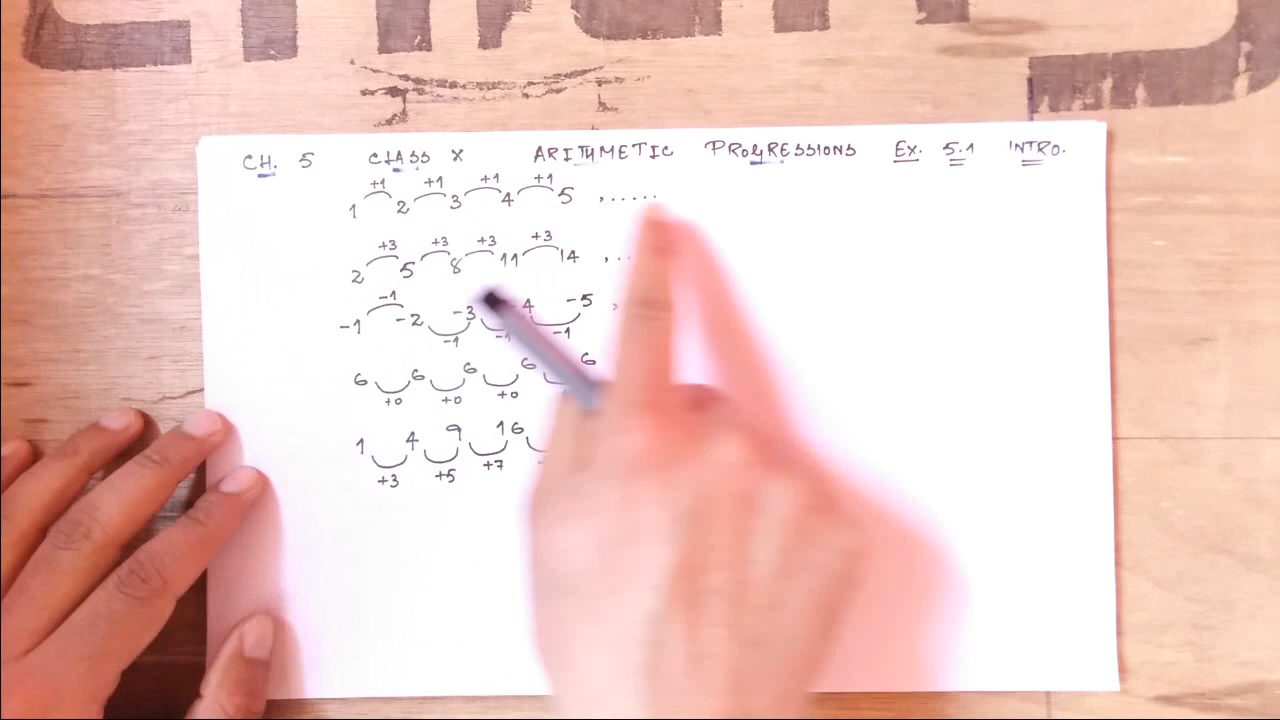 CH. 5 CLASS X ARITHMETIC PROGRESSIONS Ex. 5.1 INTRO.
+1 +1 +1 +1
1 2 3 4 5 , . . . . .
+3 +3 +3 +3
2 5 8 11 14 , . .
-1
-1 -2 -3 4 -5 ,
-1 -1 -1
6 6 6 6 6
+0 +0 +0
1 4 9 16
+3 +5 +7